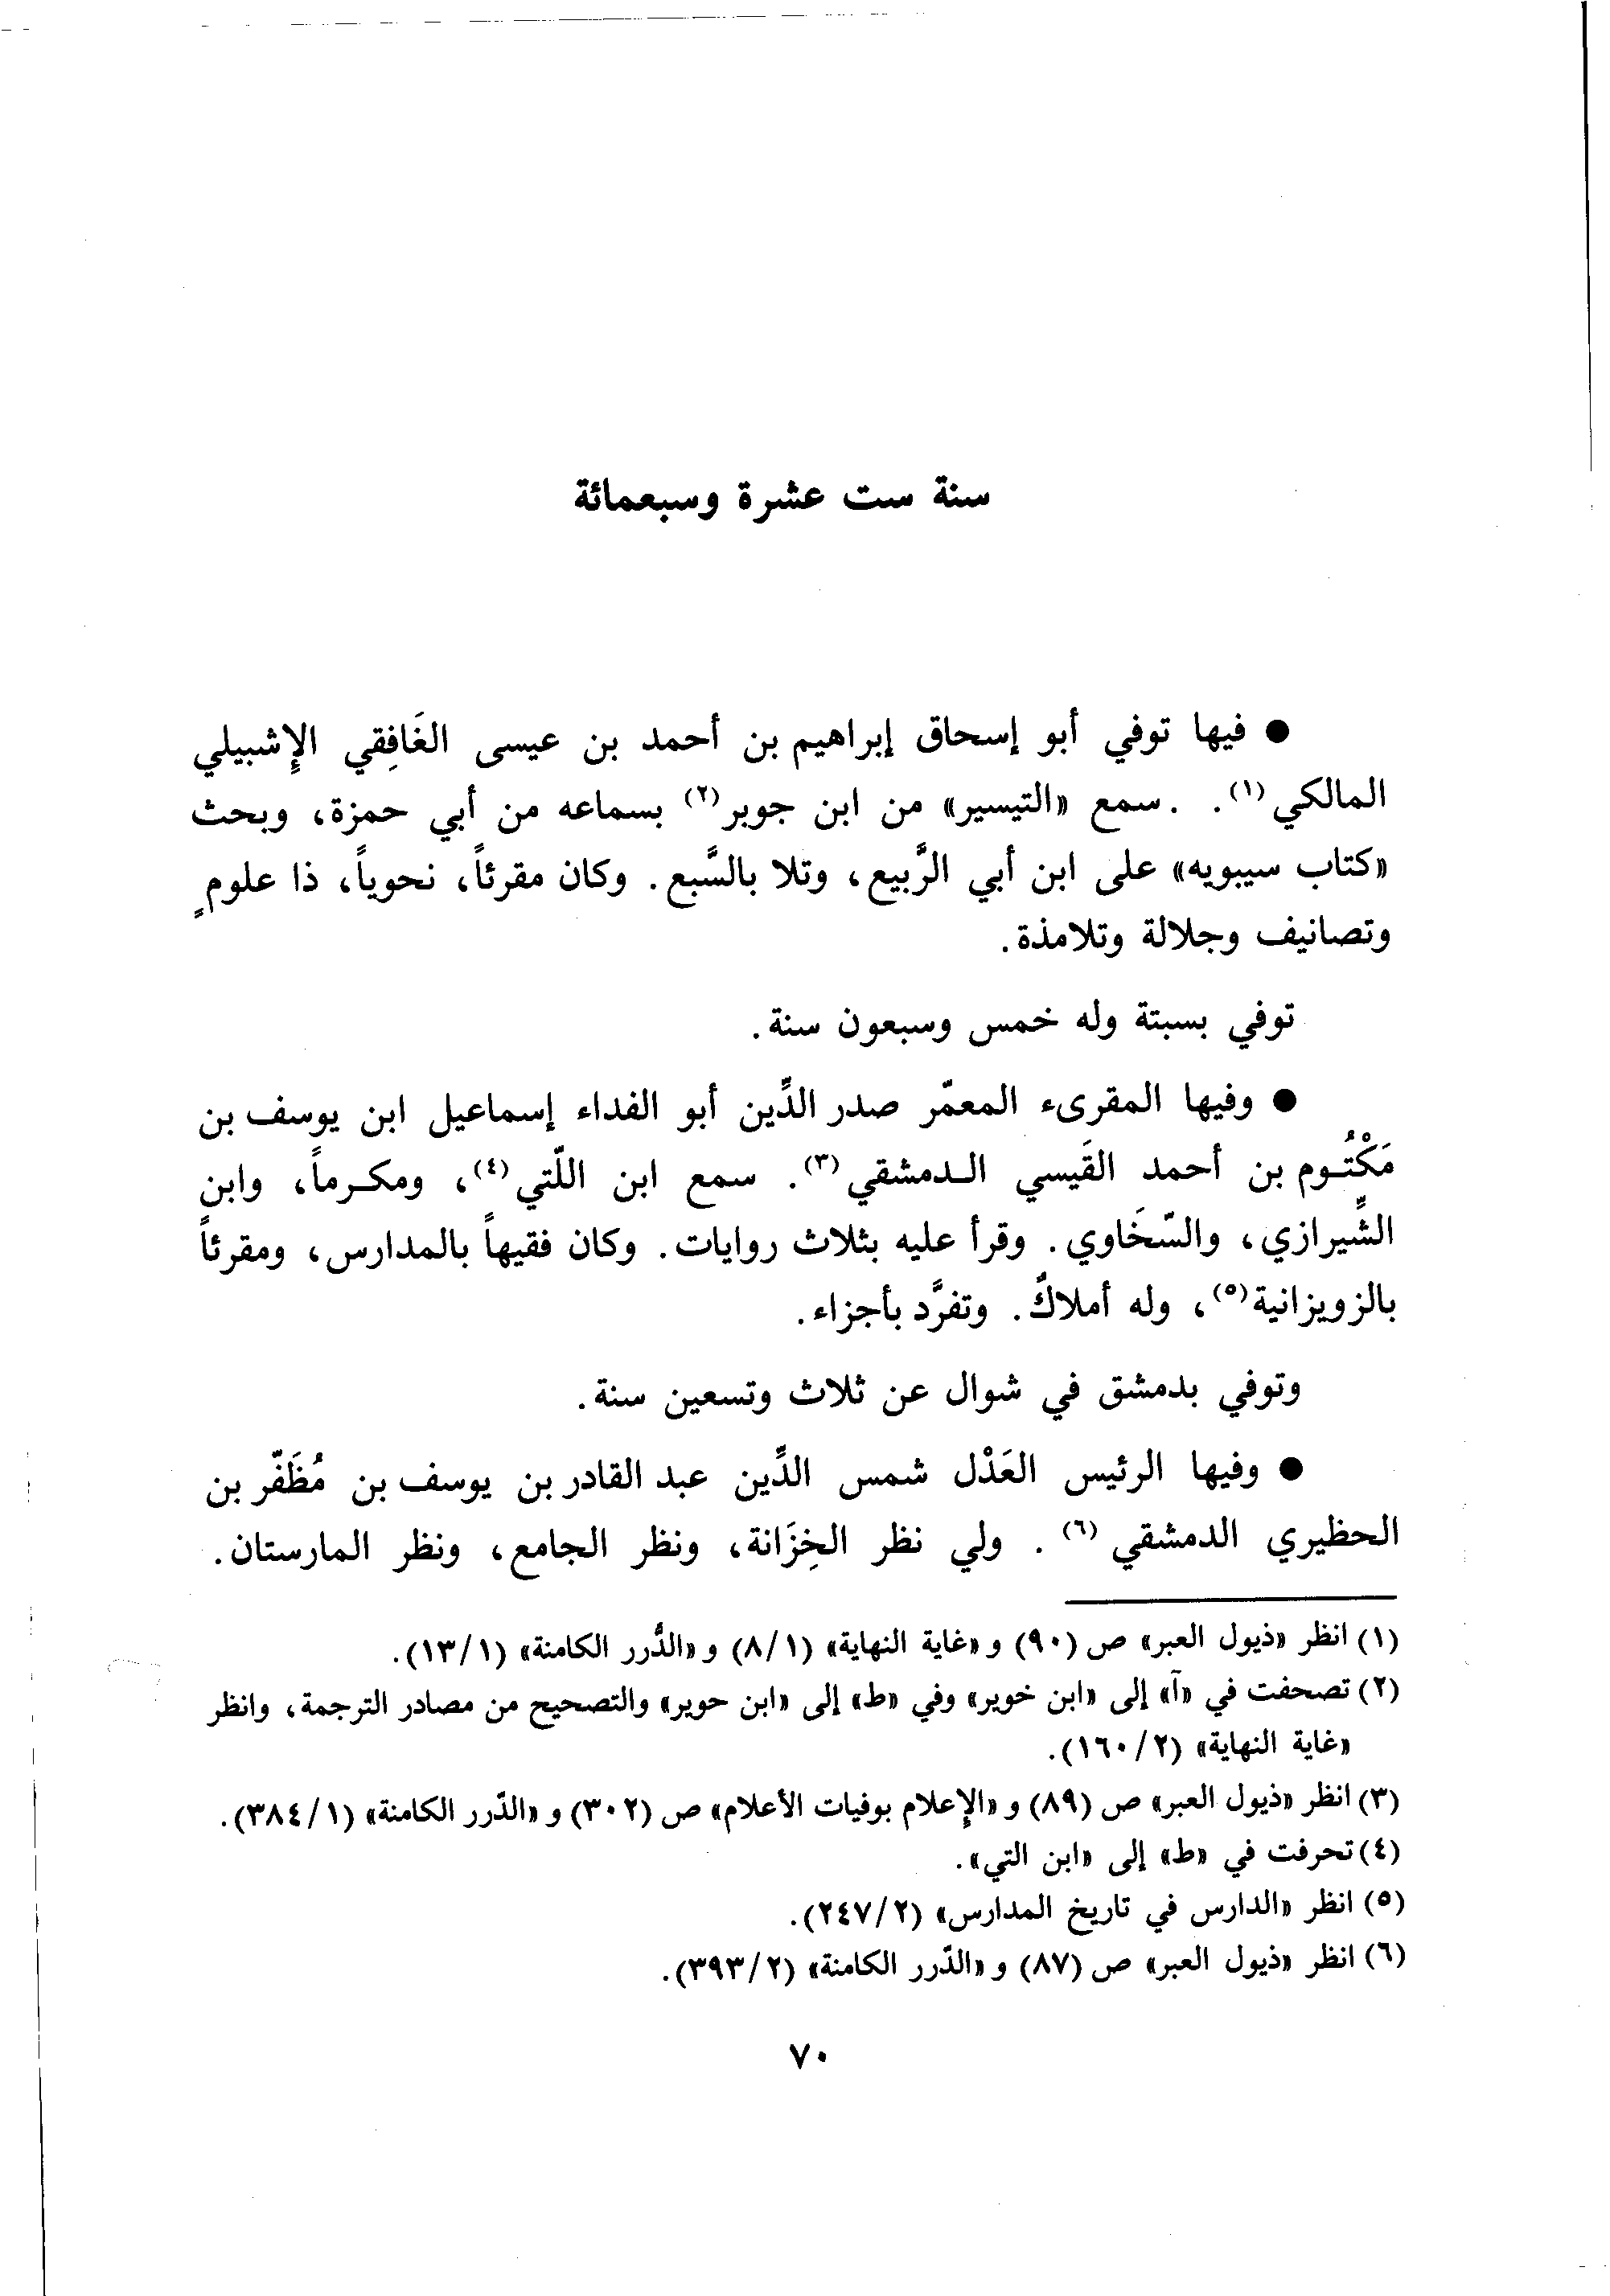 سنة ست عشرة وسبعمائة
● فيها توفي أبو إسحاق إبراهيم بن أحمد بن عيسى الغَافِقي الإِشبيلي
المالكي (١). .سمع «التيسير» من ابن جوبر(٢) بسماعه من أبي حمزة، وبحث
«كتاب سيبويه» على ابن أبي الرَّبيع، وتلا بالسَّبع. وكان مقرئاً، نحوياً، ذا علومٍ
وتصانيف وجلالة وتلامذة.
توفي بسبتة وله خمس وسبعون سنة.
● وفيها المقرىء المعمّر صدر الدِّين أبو الفداء إسماعيل ابن يوسف بن
مَكْتُوم بن أحمد القَيسي الدمشقي(٣). سمع ابن اللّتي(٤)، ومكرماً، وابن
الشِّيرازي، والسّخَاوي. وقرأ عليه بثلاث روايات. وكان فقيهاً بالمدارس، ومقرئاً
بالزويزانية(٥)، وله أملاكٌ. وتفرَّد بأجزاء.
وتوفي بدمشق في شوال عن ثلاث وتسعين سنة.
● وفيها الرئيس العَدْل شمس الدِّين عبد القادر بن يوسف بن مُظَفّر بن
الحظيري الدمشقي (٦). ولي نظر الخِزَانة، ونظر الجامع، ونظر المارستان.
(١) انظر «ذيول العبر» ص (٩٠) و «غاية النهاية» (٨/١) و «الدُّرر الكامنة» (١٣/١).
(٢) تصحفت في «آ» إلى «ابن خوير» وفي «ط» إلى «ابن حوير» والتصحيح من مصادر الترجمة، وانظر
«غاية النهاية» (١٦٠/٢).
(٣) انظر «ذيول العبر» ص (٨٩) و «الإِعلام بوفيات الأعلام» ص (٣٠٢) و «الدّرر الكامنة» (٣٨٤/١).
(٤) تحرفت في «ط» إلى «ابن التي».
(٥) انظر «الدارس في تاريخ المدارس» (٢٤٧/٢).
(٦) انظر «ذيول العبر» ص (٨٧) و «الدّرر الكامنة» (٣٩٣/٢).
٧٠